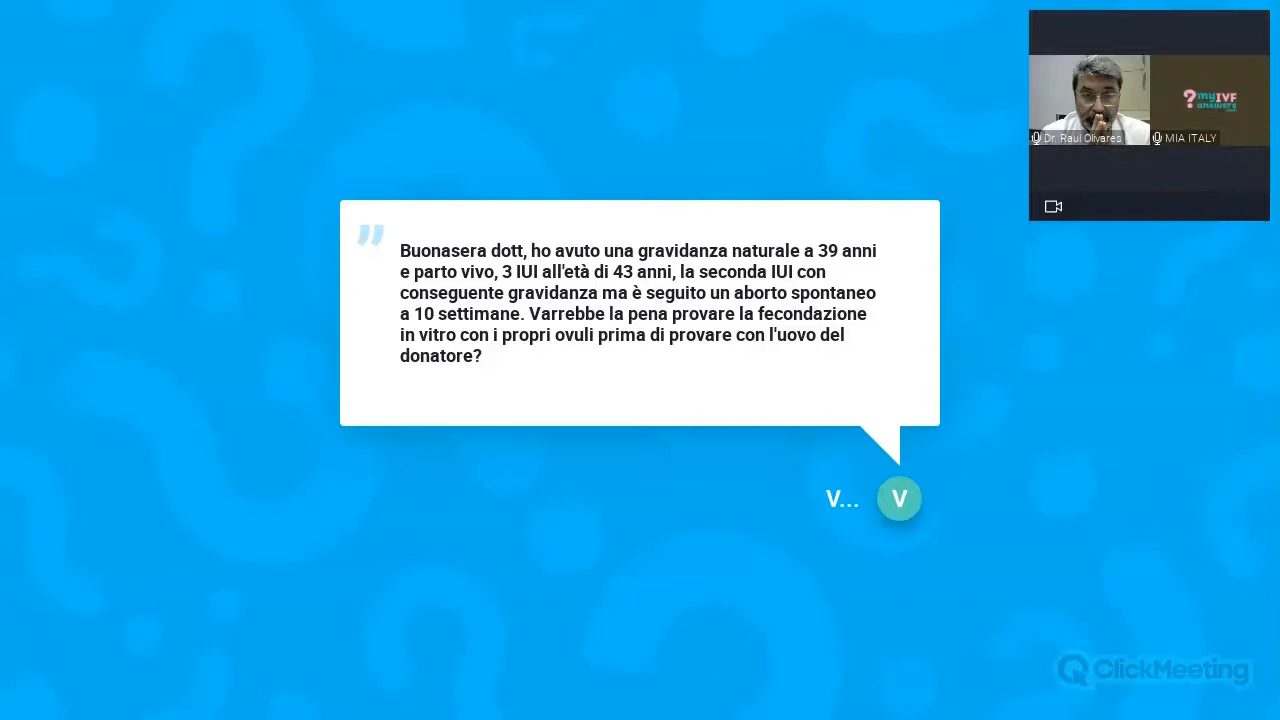 ?myIVF
answers
Dr. Raul Olivares
MIA ITALY
"
Buonasera dott, ho avuto una gravidanza naturale a 39 anni
e parto vivo, 3 IUI all'età di 43 anni, la seconda IUI con
conseguente gravidanza ma è seguito un aborto spontaneo
a 10 settimane. Varrebbe la pena provare la fecondazione
in vitro con i propri ovuli prima di provare con l'uovo del
donatore?
V... V
ClickMeeting